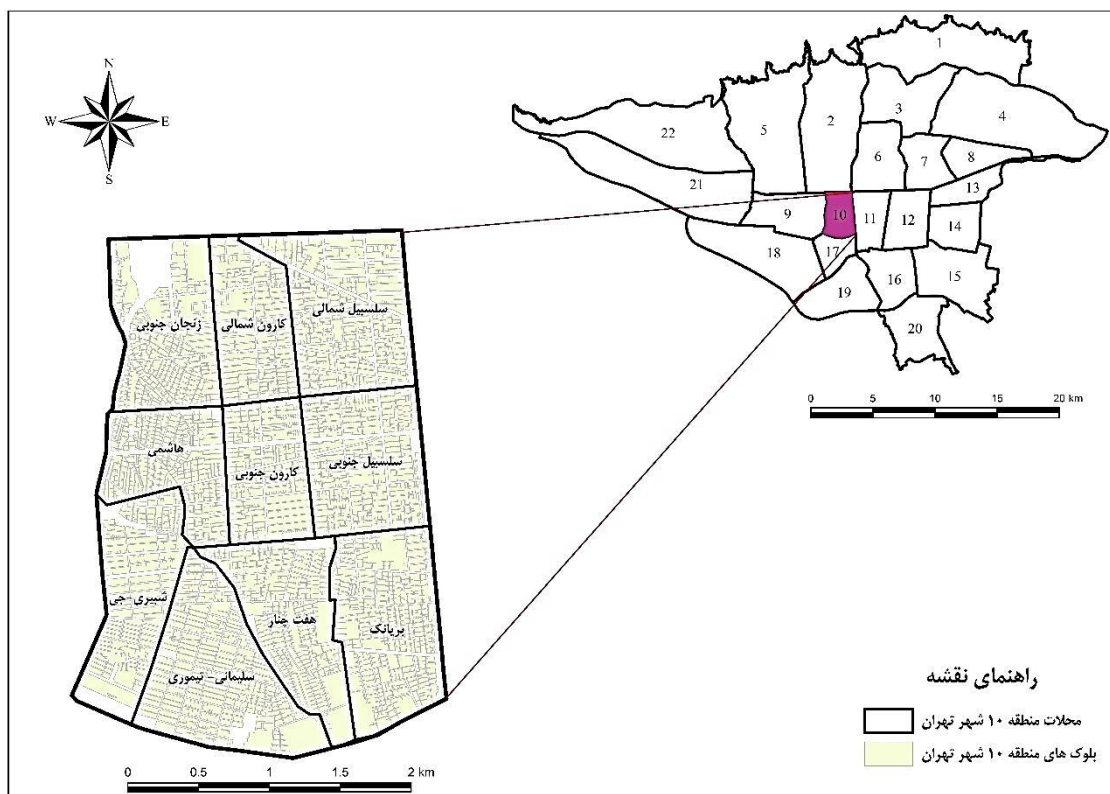 N
W E
S
1
2
3
4
5
6
7
8
9
10
11
12
13
14
15
16
17
18
19
20
21
22
0 5 10 15 20 km
زنجان جنوبی
کارون شمالی
سلسبیل شمالی
هاشمی
کارون جنوبی
سلسبیل جنوبی
شبیری-جی
هفت چنار
بریانک
سلیمانی- تیموری
0 0.5 1 1.5 2 km
راهنمای نقشه
محلات منطقه ۱۰ شهر تهران
بلوک های منطقه ۱۰ شهر تهران